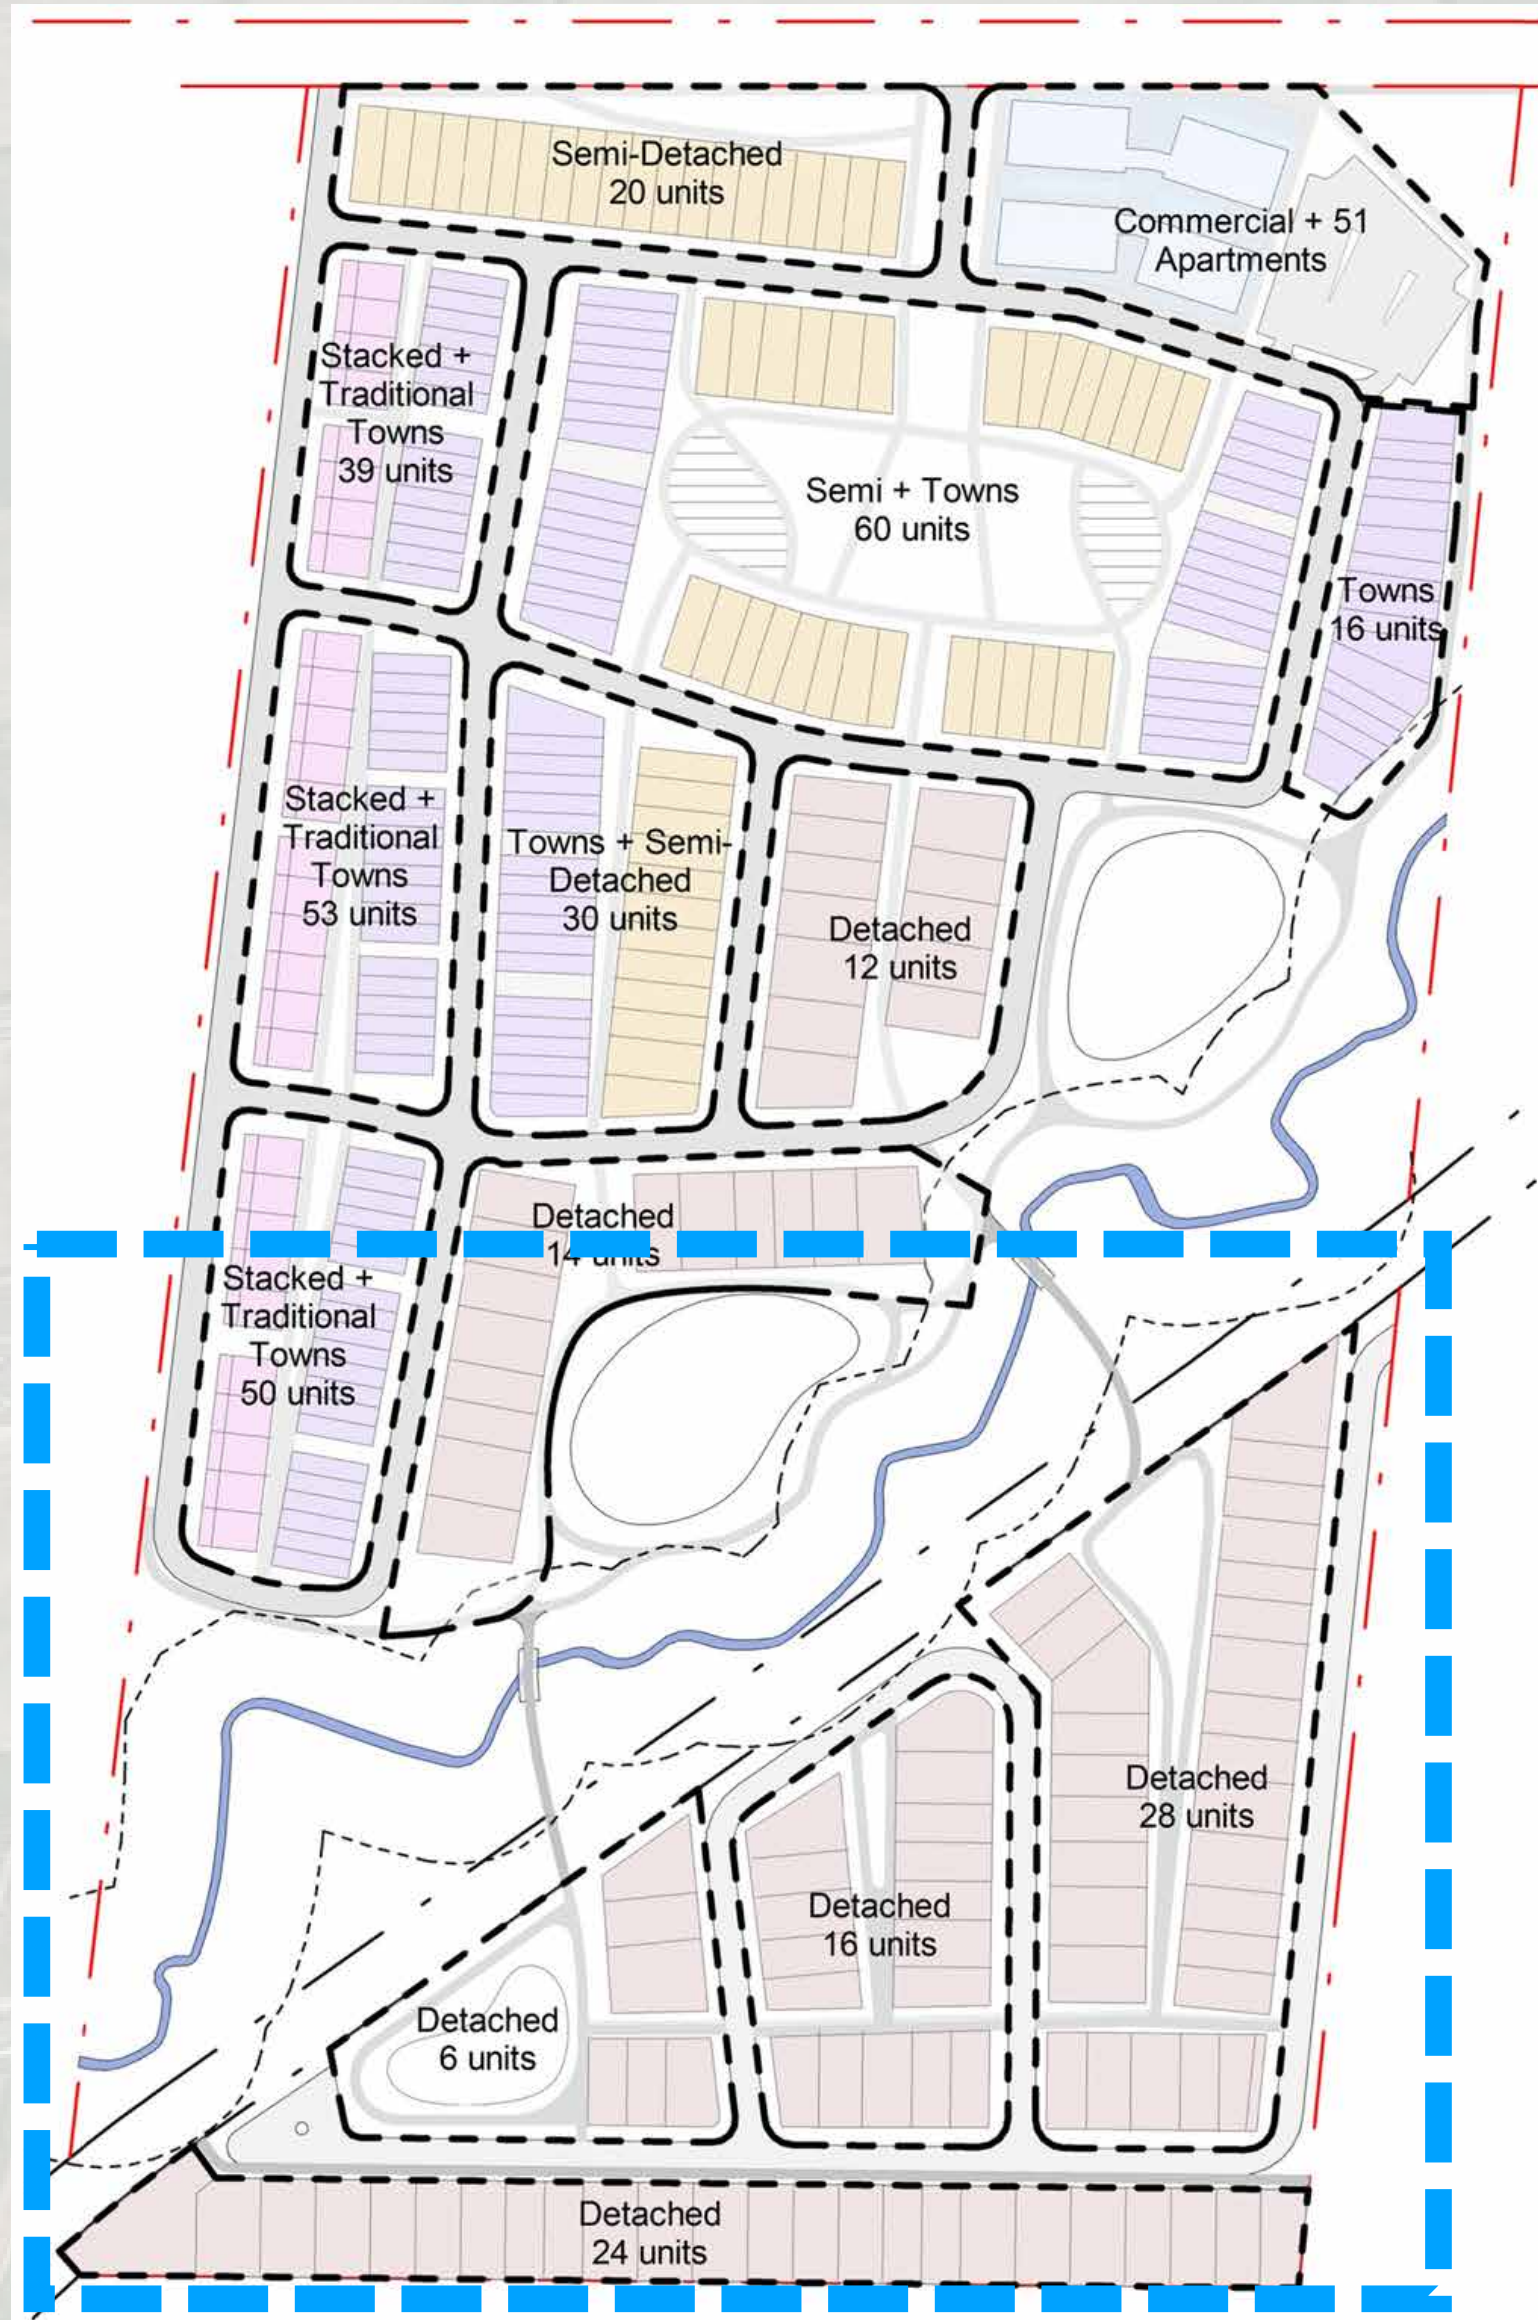 Semi-Detached
20 units
Commercial + 51
Apartments
Stacked +
Traditional
Towns
39 units
Semi + Towns
60 units
Towns
16 units
Stacked +
Traditional
Towns
53 units
Towns + Semi-
Detached
30 units
Detached
12 units
Detached
14 units
Stacked +
Traditional
Towns
50 units
Detached
28 units
Detached
16 units
Detached
6 units
Detached
24 units